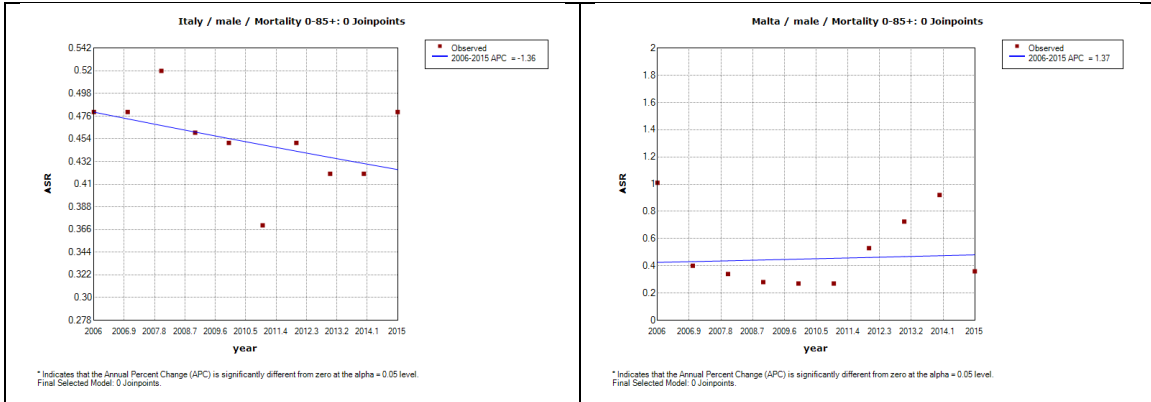 Italy / male / Mortality 0-85+: 0 Joinpoints
Observed
2006-2015 APC = -1.36
0.542
0.52
0.498
0.476
0.454
0.432
0.41
0.388
0.366
0.344
0.322
0.30
0.278
ASR
2006 2006.9 2007.8 2008.7 2009.6 2010.5 2011.4 2012.3 2013.2 2014.1 2015
year
* Indicates that the Annual Percent Change (APC) is significantly different from zero at the alpha = 0.05 level.
Final Selected Model: 0 Joinpoints.
Malta / male / Mortality 0-85+: 0 Joinpoints
Observed
2006-2015 APC = 1.37
2
1.8
1.6
1.4
1.2
1
0.8
0.6
0.4
0.2
0
ASR
2006 2006.9 2007.8 2008.7 2009.6 2010.5 2011.4 2012.3 2013.2 2014.1 2015
year
* Indicates that the Annual Percent Change (APC) is significantly different from zero at the alpha = 0.05 level.
Final Selected Model: 0 Joinpoints.